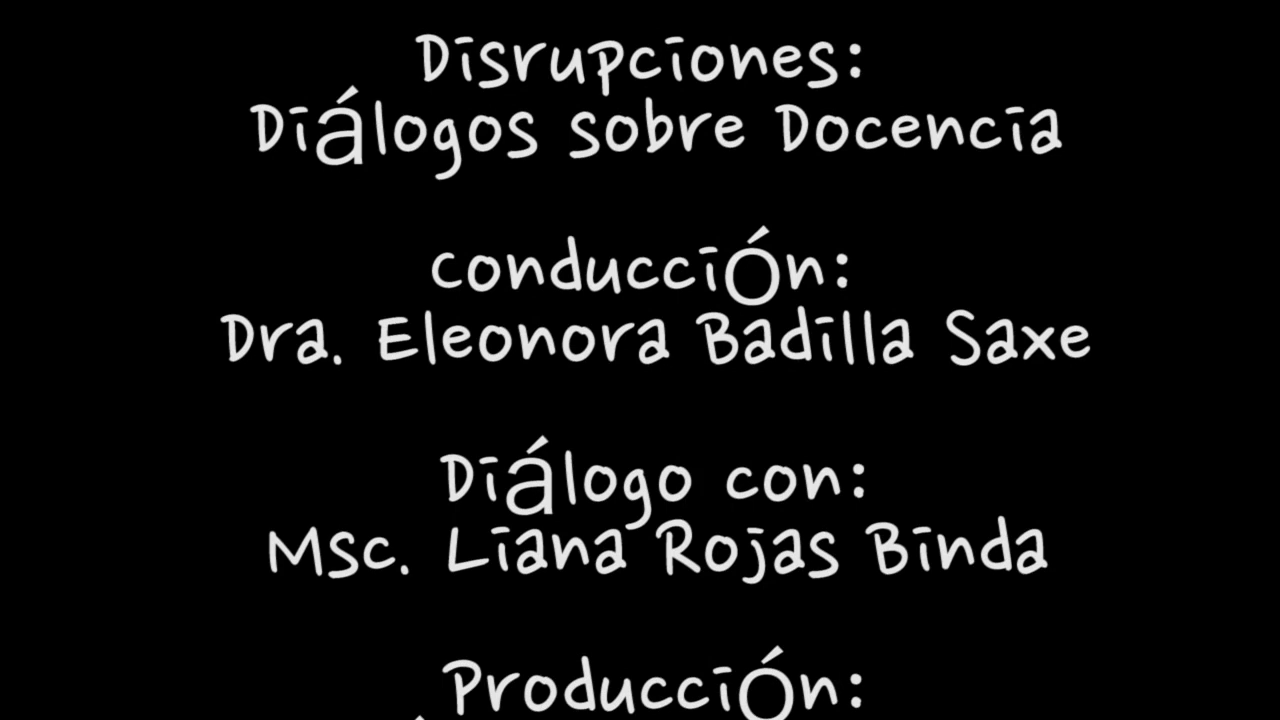 Disrupciones:
Diálogos sobre Docencia
Conducción:
Dra. Eleonora Badilla Saxe
Diálogo con:
Msc. Liana Rojas Binda
Producción: